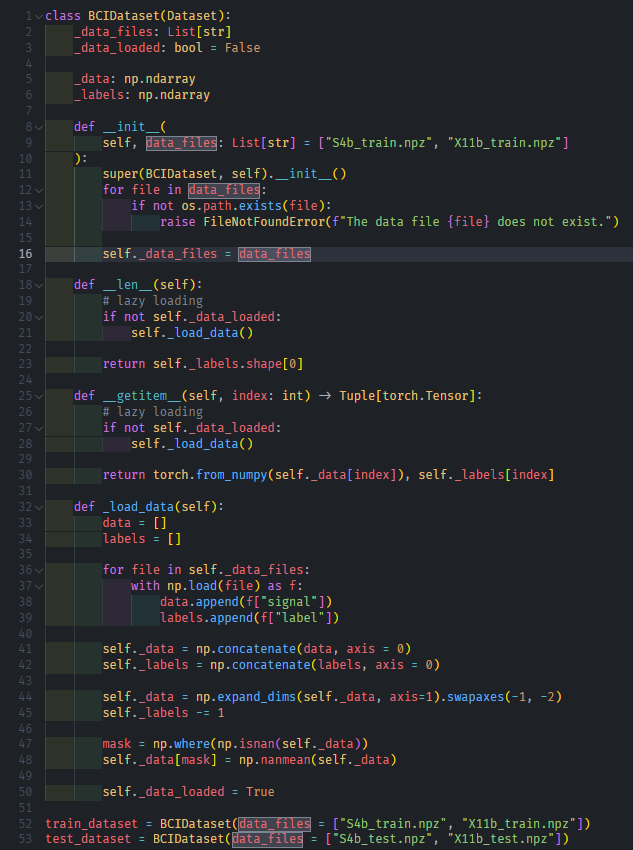 1 class BCIDataset(Dataset):
2     _data_files: List[str]
3     _data_loaded: bool = False
4
5     _data: np.ndarray
6     _labels: np.ndarray
7
8     def __init__(
9         self, data_files: List[str] = ["S4b_train.npz", "X11b_train.npz"]
10     ):
11         super(BCIDataset, self).__init__()
12         for file in data_files:
13             if not os.path.exists(file):
14                 raise FileNotFoundError(f"The data file {file} does not exist.")
15
16         self._data_files = data_files
17
18     def __len__(self):
19         # lazy loading
20         if not self._data_loaded:
21             self._load_data()
22
23         return self._labels.shape[0]
24
25     def __getitem__(self, index: int) → Tuple[torch.Tensor]:
26         # lazy loading
27         if not self._data_loaded:
28             self._load_data()
29
30         return torch.from_numpy(self._data[index]), self._labels[index]
31
32     def _load_data(self):
33         data = []
34         labels = []
35
36         for file in self._data_files:
37             with np.load(file) as f:
38                 data.append(f["signal"])
39                 labels.append(f["label"])
40
41         self._data = np.concatenate(data, axis = 0)
42         self._labels = np.concatenate(labels, axis = 0)
43
44         self._data = np.expand_dims(self._data, axis=1).swapaxes(-1, -2)
45         self._labels -= 1
46
47         mask = np.where(np.isnan(self._data))
48         self._data[mask] = np.nanmean(self._data)
49
50         self._data_loaded = True
51
52 train_dataset = BCIDataset(data_files = ["S4b_train.npz", "X11b_train.npz"])
53 test_dataset = BCIDataset(data_files = ["S4b_test.npz", "X11b_test.npz"])